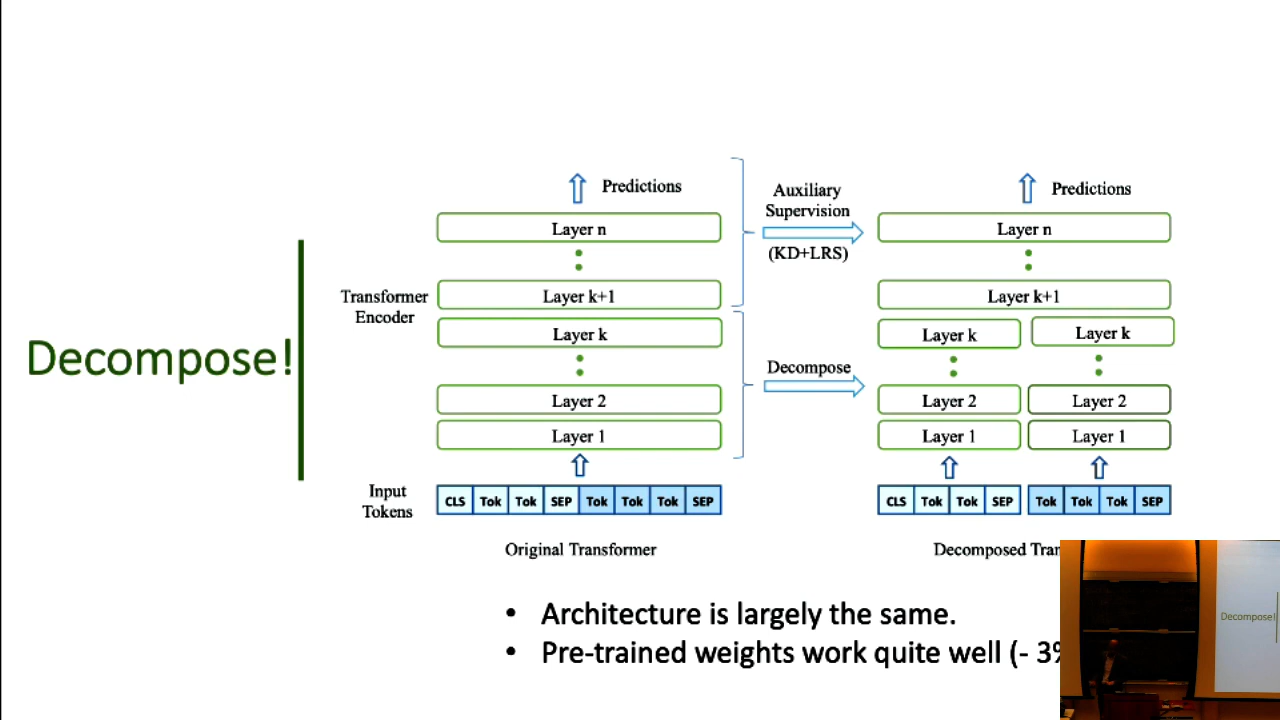 Decompose!
Predictions
Layer n
Layer k+1
Transformer
Encoder
Layer k
Layer 2
Layer 1
Input
Tokens
CLS Tok Tok SEP Tok Tok Tok SEP
Original Transformer
Auxiliary
Supervision
(KD+LRS)
Decompose
Predictions
Layer n
Layer k+1
Layer k Layer k
Layer 2 Layer 2
Layer 1 Layer 1
CLS Tok Tok SEP Tok Tok Tok SEP
Decomposed
• Architecture is largely the same.
• Pre-trained weights work quite well (- 3%
Decompose!